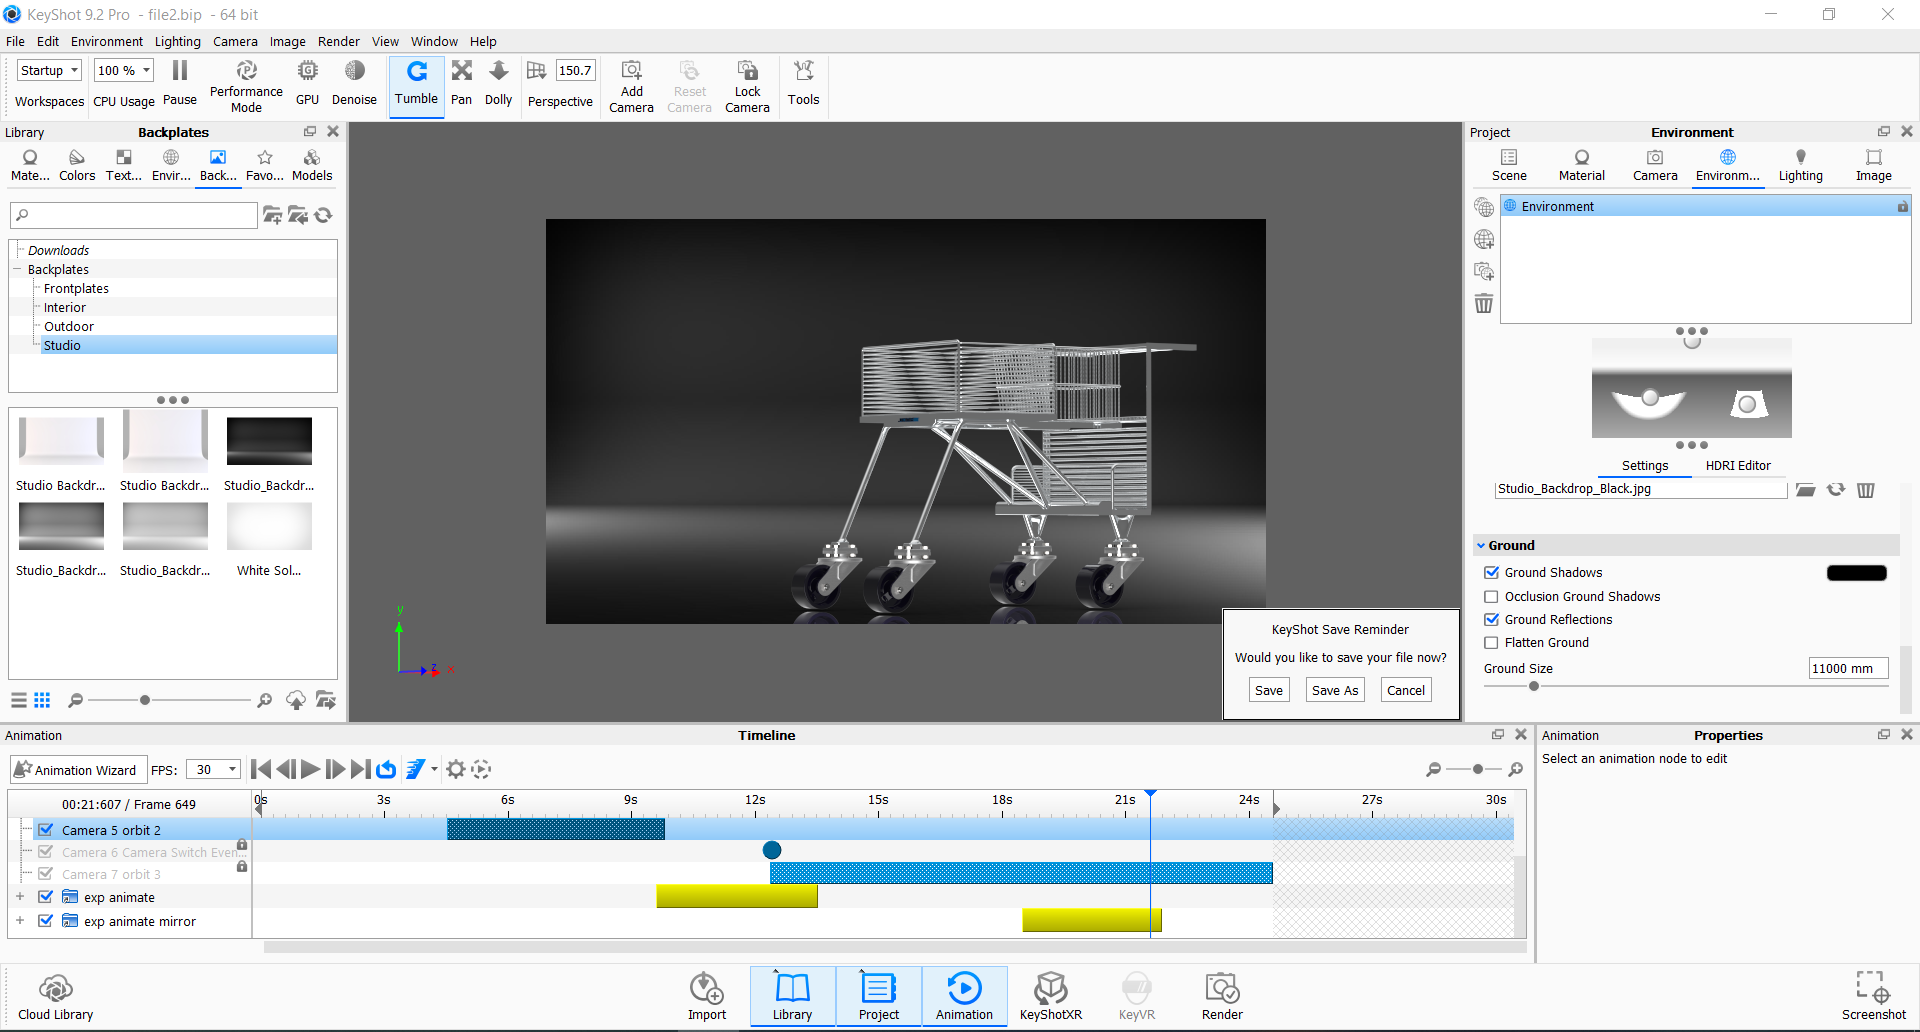 KeyShot 9.2 Pro - file2.bip - 64 bit
File Edit Environment Lighting Camera Image Render View Window Help
Startup
Workspaces
100 %
CPU Usage
Pause
Performance
Mode
GPU
Denoise
Tumble
Pan
Dolly
150.7
Perspective
Add
Camera
Reset
Camera
Lock
Camera
Tools
Library
Backplates
Mate...
Colors
Text...
Envir...
Back...
Favo...
Models
Downloads
Backplates
Frontplates
Interior
Outdoor
Studio
Studio Backdr...
Studio Backdr...
Studio_Backdr...
Studio_Backdr...
Studio_Backdr...
White Sol...
y
z
x
KeyShot Save Reminder
Would you like to save your file now?
Save
Save As
Cancel
Project
Environment
Scene
Material
Camera
Environm...
Lighting
Image
Environment
Settings
HDRI Editor
Studio_Backdrop_Black.jpg
Ground
Ground Shadows
Occlusion Ground Shadows
Ground Reflections
Flatten Ground
Ground Size
11000 mm
Animation
Timeline
Animation Wizard
FPS:
30
00:21:607 / Frame 649
0s 3s 6s 9s 12s 15s 18s 21s 24s 27s 30s
Camera 5 orbit 2
Camera 6 Camera Switch Even...
Camera 7 orbit 3
exp animate
exp animate mirror
Animation
Properties
Select an animation node to edit
Cloud Library
Import
Library
Project
Animation
KeyShotXR
KeyVR
Render
Screenshot